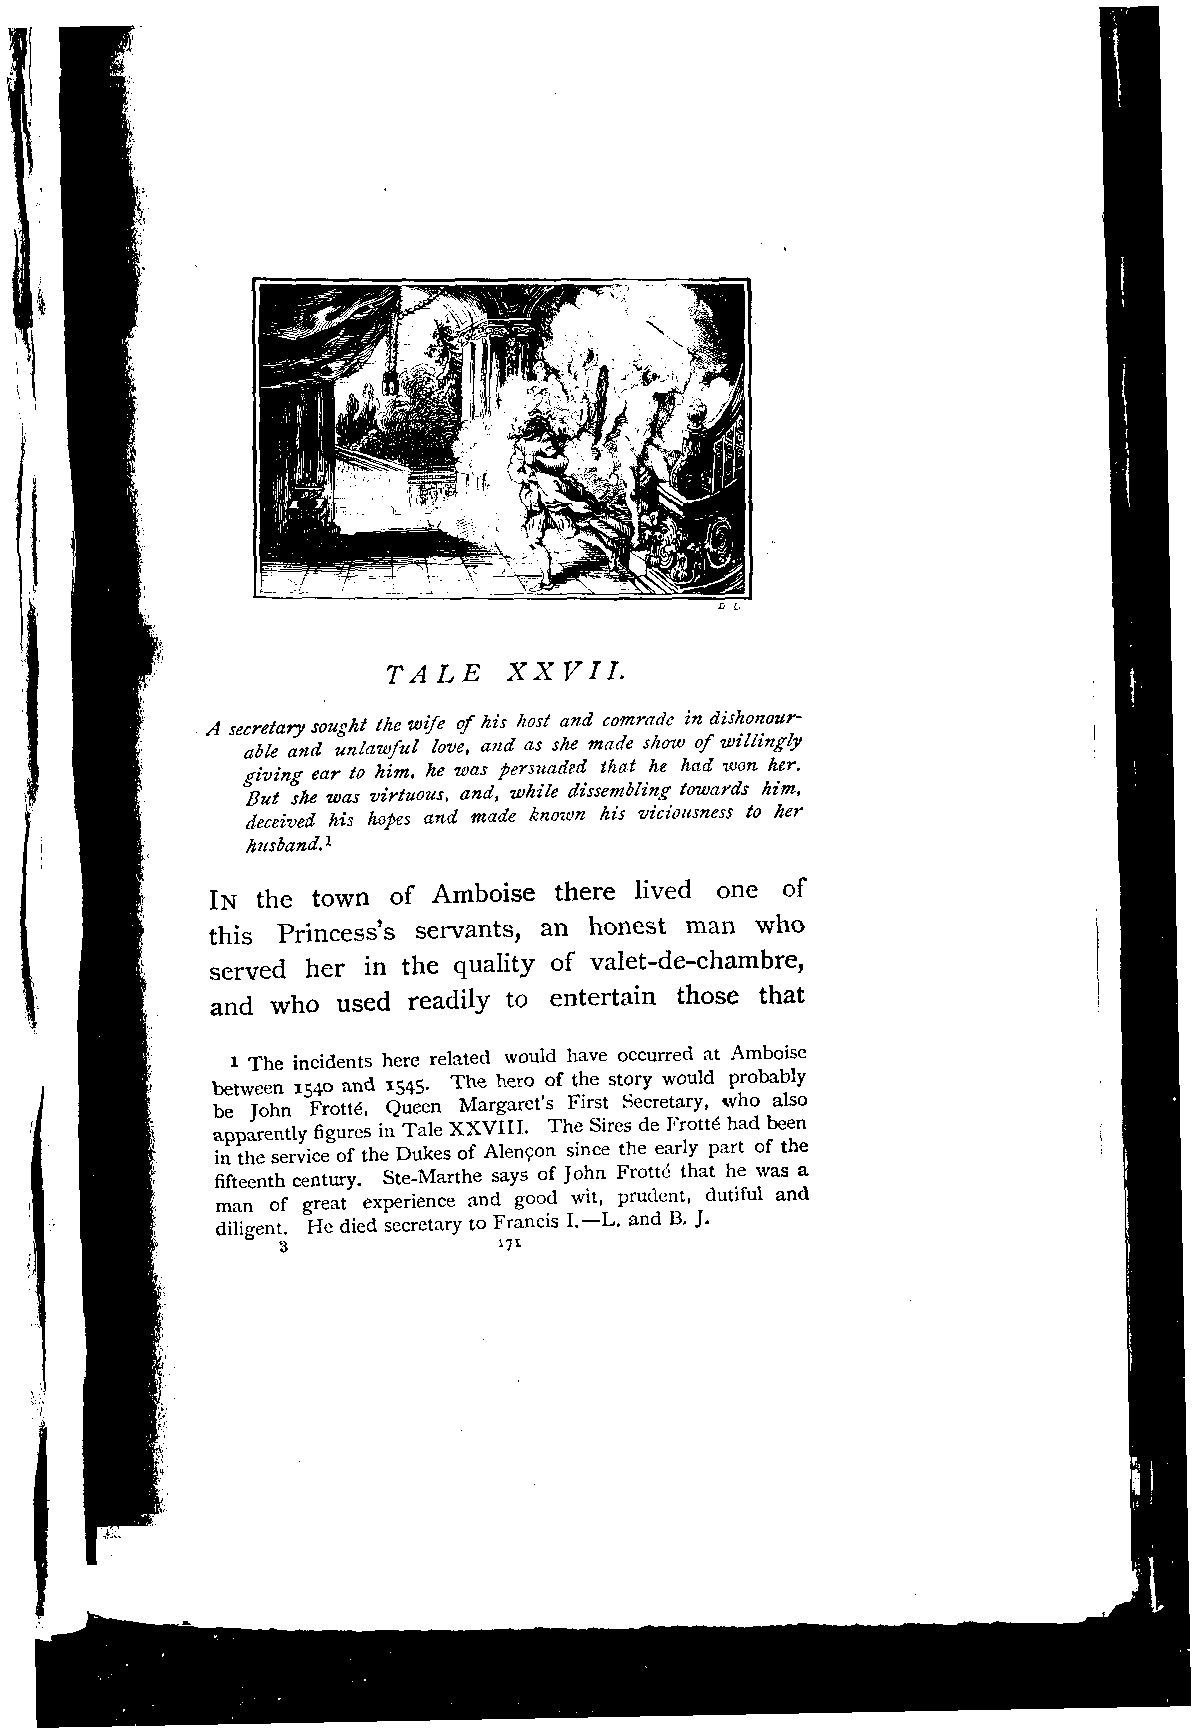 D L
TALE XXVII.
A secretary sought the wife of his host and comrade in dishonour-
able and unlawful love, and as she made show of willingly
giving ear to him, he was persuaded that he had won her.
But she was virtuous, and, while dissembling towards him,
deceived his hopes and made known his viciousness to her
husband.¹
IN the town of Amboise there lived one of
this Princess's servants, an honest man who
served her in the quality of valet-de-chambre,
and who used readily to entertain those that
1 The incidents here related would have occurred at Amboise
between 1540 and 1545. The hero of the story would probably
be John Frotté, Queen Margaret's First Secretary, who also
apparently figures in Tale XXVIII. The Sires de Frotté had been
in the service of the Dukes of Alençon since the early part of the
fifteenth century. Ste-Marthe says of John Frotté that he was a
man of great experience and good wit, prudent, dutiful and
diligent. He died secretary to Francis I.—L. and B. J.
3 171